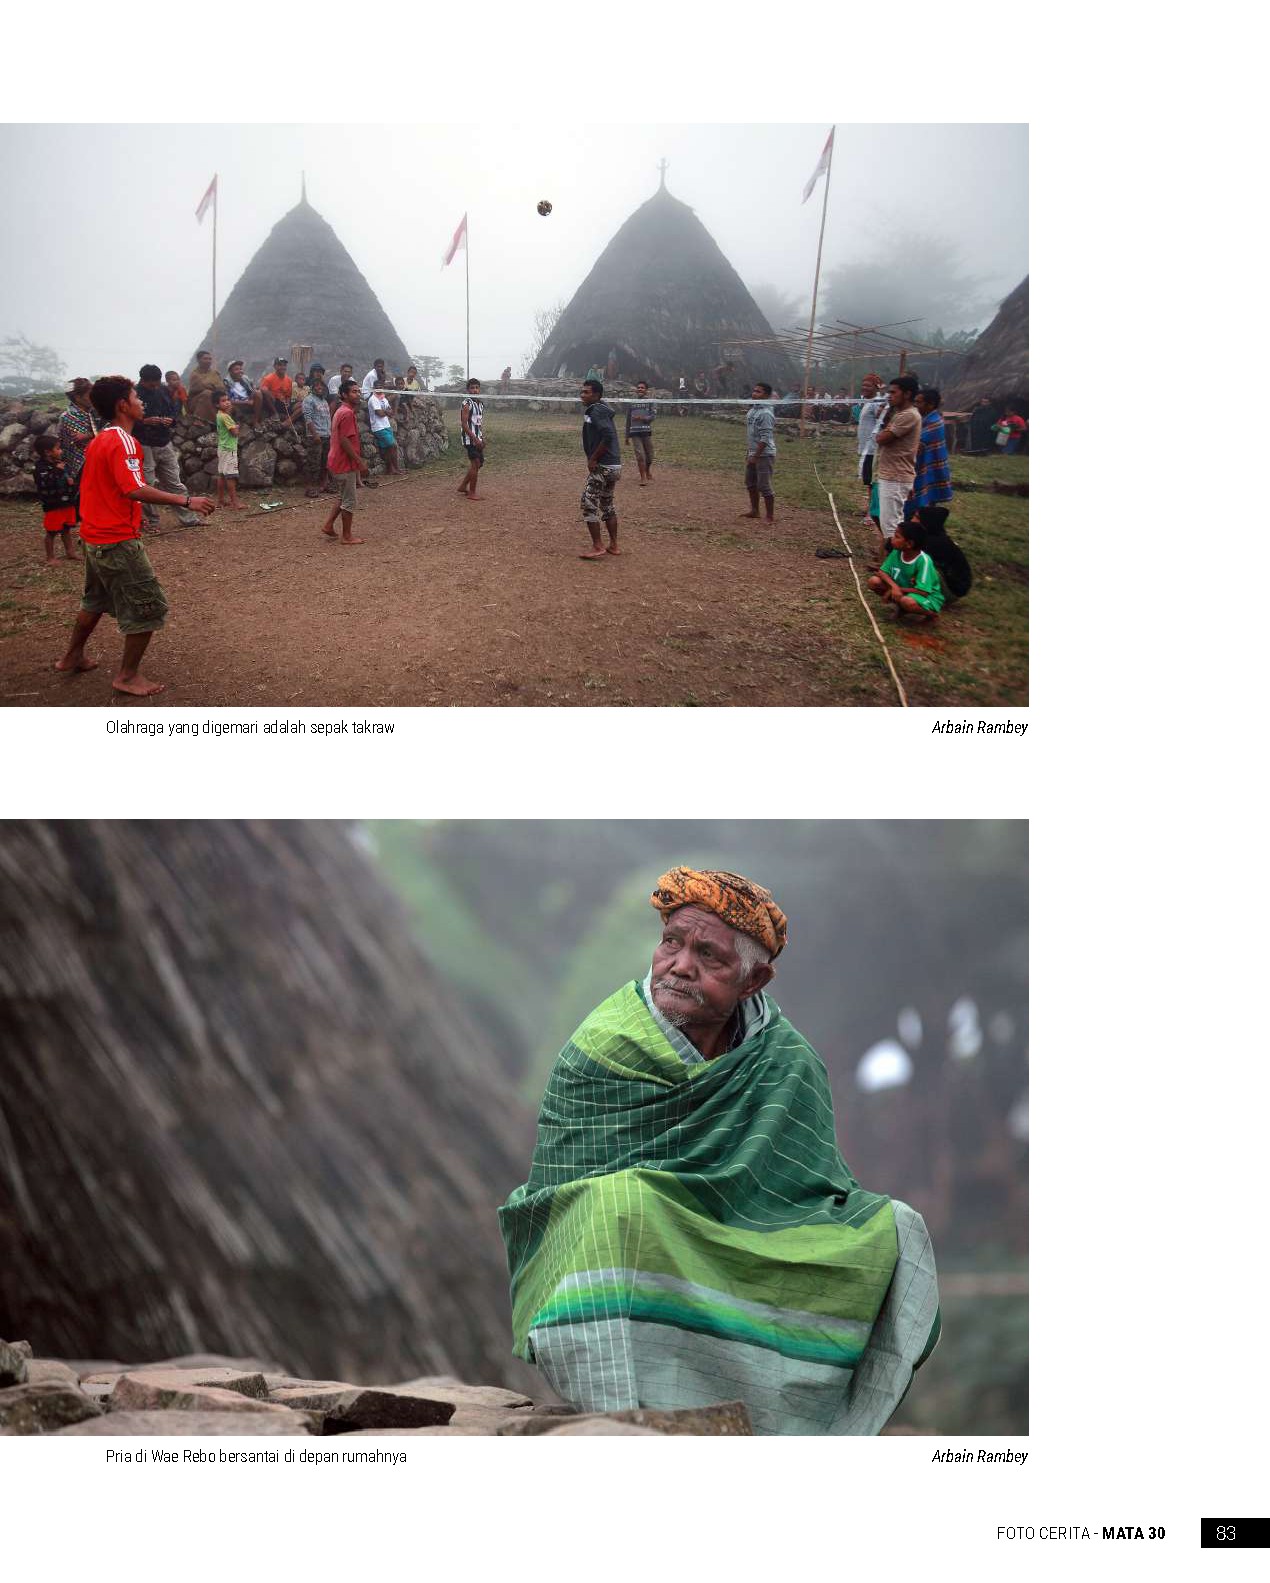 Olahraga yang digemari adalah sepak takraw
Arbain Rambey
Pria di Wae Rebo bersantai di depan rumahnya
Arbain Rambey
FOTO CERITA - MATA 30
83